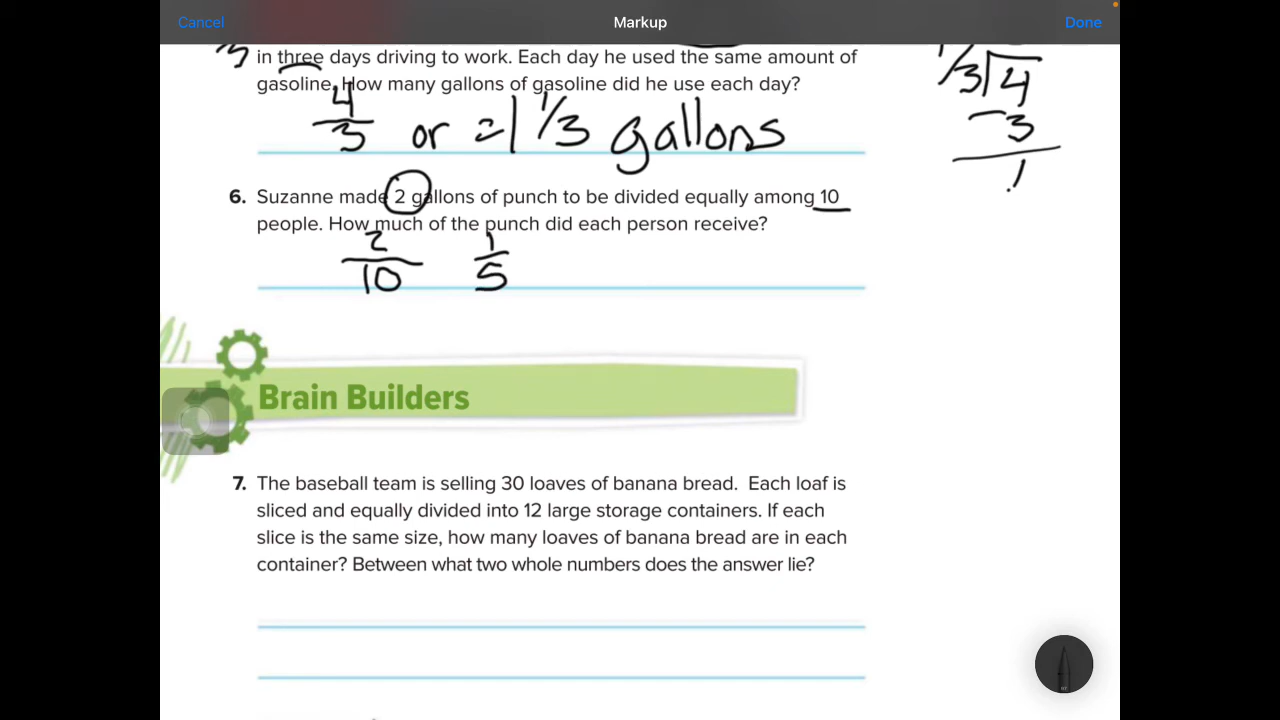 Cancel Markup Done
3 in three days driving to work. Each day he used the same amount of
gasoline. How many gallons of gasoline did he use each day?
4/3 or = 1 1/3 gallons
1/3
3)4
-3
1
6. Suzanne made 2 gallons of punch to be divided equally among 10
people. How much of the punch did each person receive?
2/10 1/5
Brain Builders
7. The baseball team is selling 30 loaves of banana bread. Each loaf is
sliced and equally divided into 12 large storage containers. If each
slice is the same size, how many loaves of banana bread are in each
container? Between what two whole numbers does the answer lie?